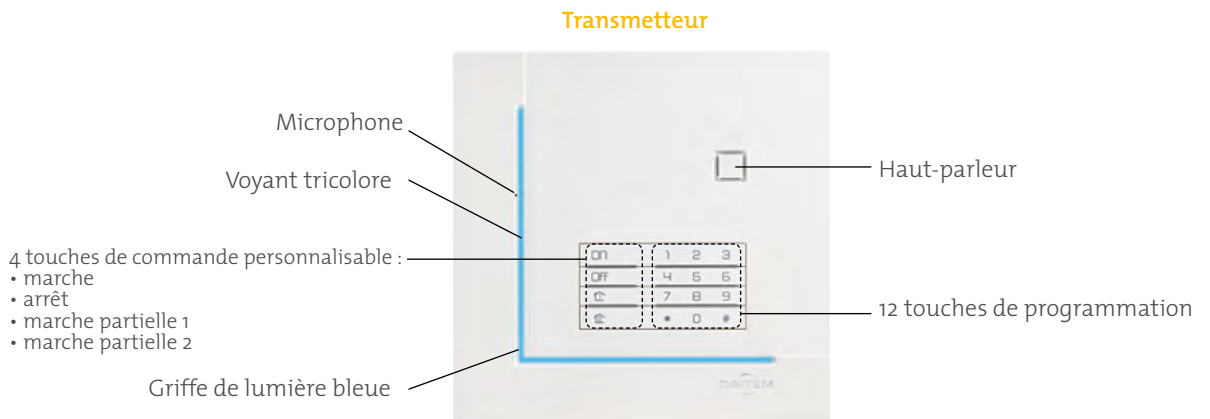 Transmetteur
Microphone
Voyant tricolore
4 touches de commande personnalisable :
• marche
• arrêt
• marche partielle 1
• marche partielle 2
Griffe de lumière bleue
Haut-parleur
12 touches de programmation
on
1 2 3
Off
4 5 6
7 8 9
* 0 #
DAITEM